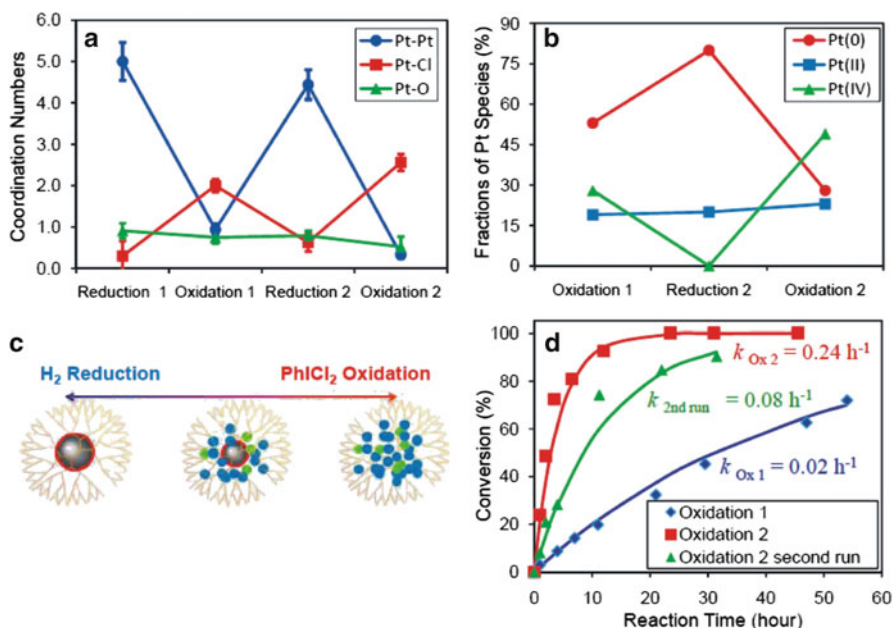 a
6.0
5.0
4.0
3.0
2.0
1.0
0.0
Coordination Numbers
Pt-Pt
Pt-Cl
Pt-O
Reduction 1
Oxidation 1
Reduction 2
Oxidation 2
b
90
75
60
45
30
15
0
Fractions of Pt Species (%)
Pt(0)
Pt(II)
Pt(IV)
Oxidation 1
Reduction 2
Oxidation 2
c
H2 Reduction
PhICl2 Oxidation
d
100
80
60
40
20
0
Conversion (%)
k Ox 2 = 0.24 h-1
k 2nd run = 0.08 h-1
k Ox 1 = 0.02 h-1
Oxidation 1
Oxidation 2
Oxidation 2 second run
0
10
20
30
40
50
60
Reaction Time (hour)